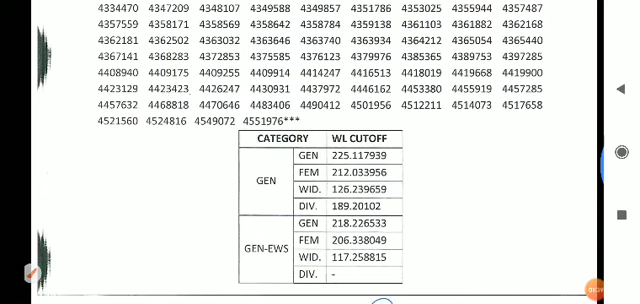 4334470 4347209 4348107 4349588 4349857 4351786 4353025 4355944 4357487
4357559 4358171 4358569 4358642 4358784 4359138 4361103 4361882 4362168
4362181 4362502 4363032 4363646 4363740 4363934 4364212 4365054 4365440
4367141 4368283 4372853 4375585 4376123 4379976 4385365 4389753 4397285
4408940 4409175 4409255 4409914 4414247 4416513 4418019 4419668 4419900
4423129 4423423 4426247 4430931 4437972 4446162 4453380 4455919 4457285
4457632 4468818 4470646 4483406 4490412 4501956 4512211 4514073 4517658
4521560 4524816 4549072 4551976***
CATEGORY WL CUTOFF
GEN GEN 225.117939
FEM 212.033956
WID. 126.239659
DIV. 189.20102
GEN-EWS GEN 218.226533
FEM 206.338049
WID. 117.258815
DIV. -